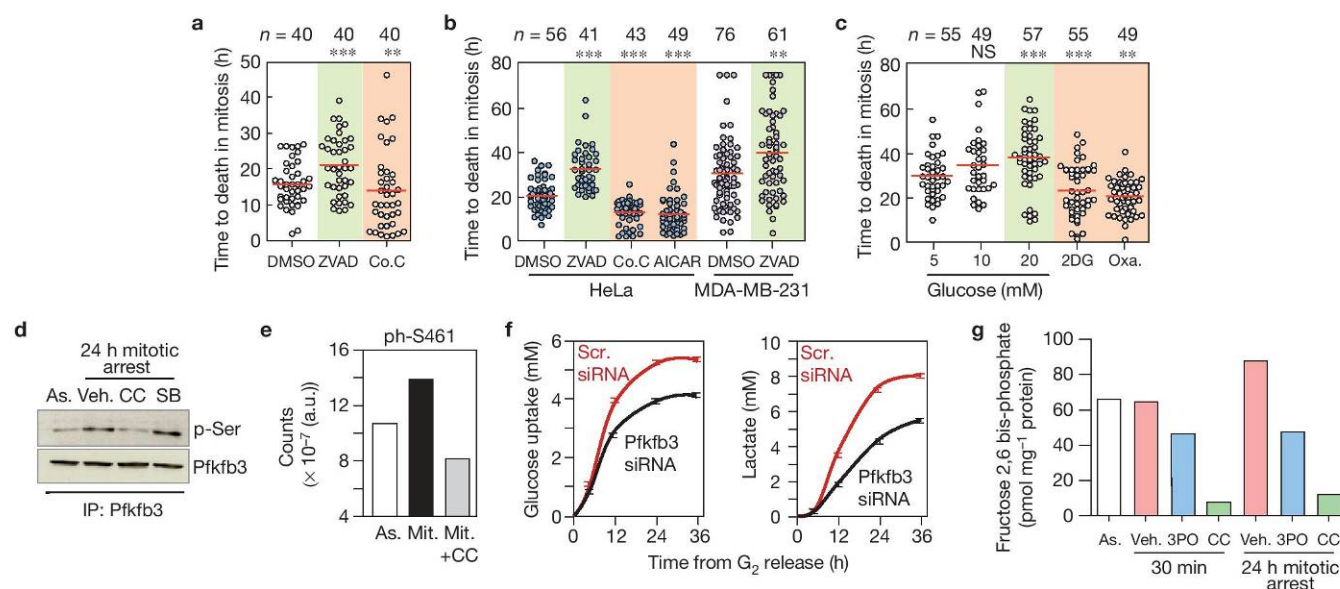 a
n = 40 40 40
*** **
Time to death in mitosis (h)
50
40
30
20
10
0
DMSO ZVAD Co.C
b
n = 56 41 43 49 76 61
*** *** *** **
Time to death in mitosis (h)
80
60
40
20
0
DMSO ZVAD Co.C AICAR DMSO ZVAD
HeLa MDA-MB-231
c
n = 55 49 57 55 49
NS *** *** **
Time to death in mitosis (h)
80
60
40
20
0
5 10 20 2DG Oxa.
Glucose (mM)
d
24 h mitotic
arrest
As. Veh. CC SB
p-Ser
Pfkfb3
IP: Pfkfb3
e
ph-S461
Counts
(× 10⁻⁷ (a.u.))
16
12
8
4
As. Mit. Mit.
+CC
f
Glucose uptake (mM)
6
4
2
0
Scr.
siRNA
Pfkfb3
siRNA
0 12 24 36
Lactate (mM)
10
8
6
4
2
0
Scr.
siRNA
Pfkfb3
siRNA
0 12 24 36
Time from G₂ release (h)
g
Fructose 2,6 bis-phosphate
(pmol mg⁻¹ protein)
100
80
60
40
20
0
As. Veh. 3PO CC Veh. 3PO CC
30 min 24 h mitotic
arrest